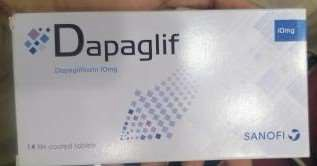 Dapaglif
10mg
Dapagliflozin 10mg
14 film-coated tablets
SANOFI